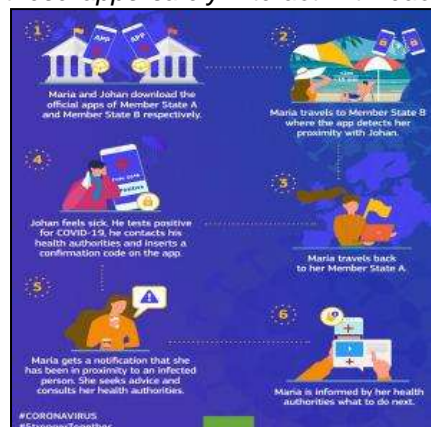 1
APP
APP
Maria and Johan download the
official apps of Member State A
and Member State B respectively.
2
Maria travels to Member State B
where the app detects her
proximity with Johan.
4
Johan feels sick. He tests positive
for COVID-19, he contacts his
health authorities and inserts a
confirmation code on the app.
3
Maria travels back
to her Member State A.
5
Maria gets a notification that she
has been in proximity to an infected
person. She seeks advice and
consults her health authorities.
6
Maria is informed by her health
authorities what to do next.
#CORONAVIRUS
#StrongerTogether